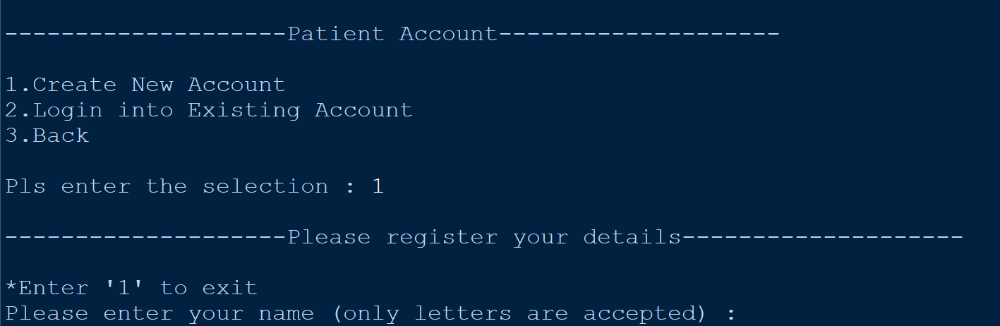 --------------------Patient Account--------------------
1.Create New Account
2.Login into Existing Account
3.Back
Pls enter the selection : 1
--------------------Please register your details--------------------
*Enter '1' to exit
Please enter your name (only letters are accepted) :